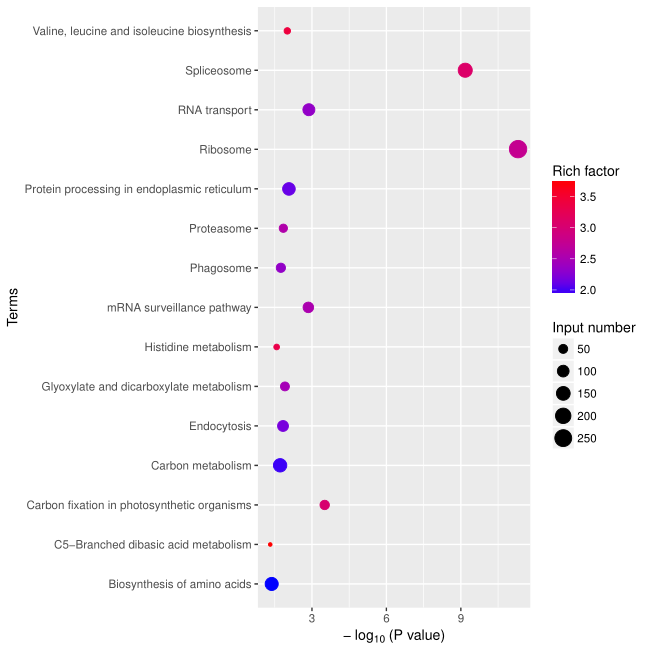 Valine, leucine and isoleucine biosynthesis
Spliceosome
RNA transport
Ribosome
Protein processing in endoplasmic reticulum
Proteasome
Phagosome
mRNA surveillance pathway
Histidine metabolism
Glyoxylate and dicarboxylate metabolism
Endocytosis
Carbon metabolism
Carbon fixation in photosynthetic organisms
C5−Branched dibasic acid metabolism
Biosynthesis of amino acids
Terms
3 6 9
− log10 (P value)
Rich factor
3.5
3.0
2.5
2.0
Input number
50
100
150
200
250